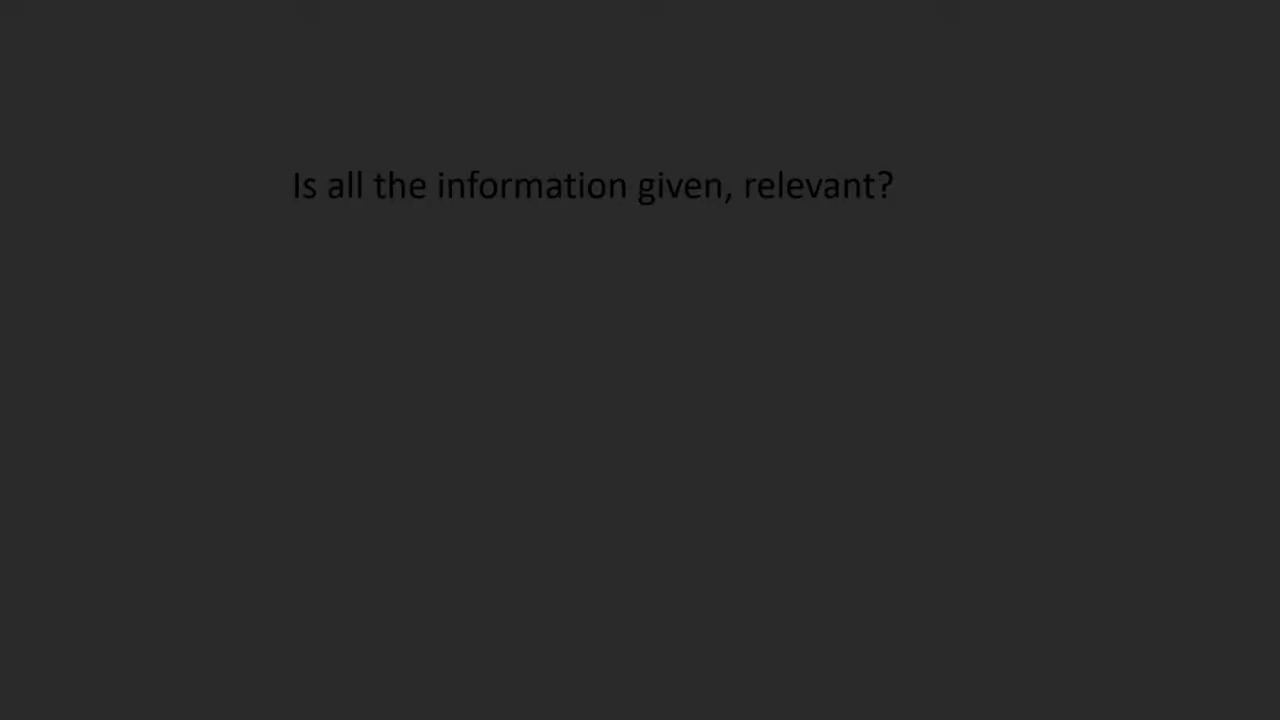 Is all the information given, relevant?